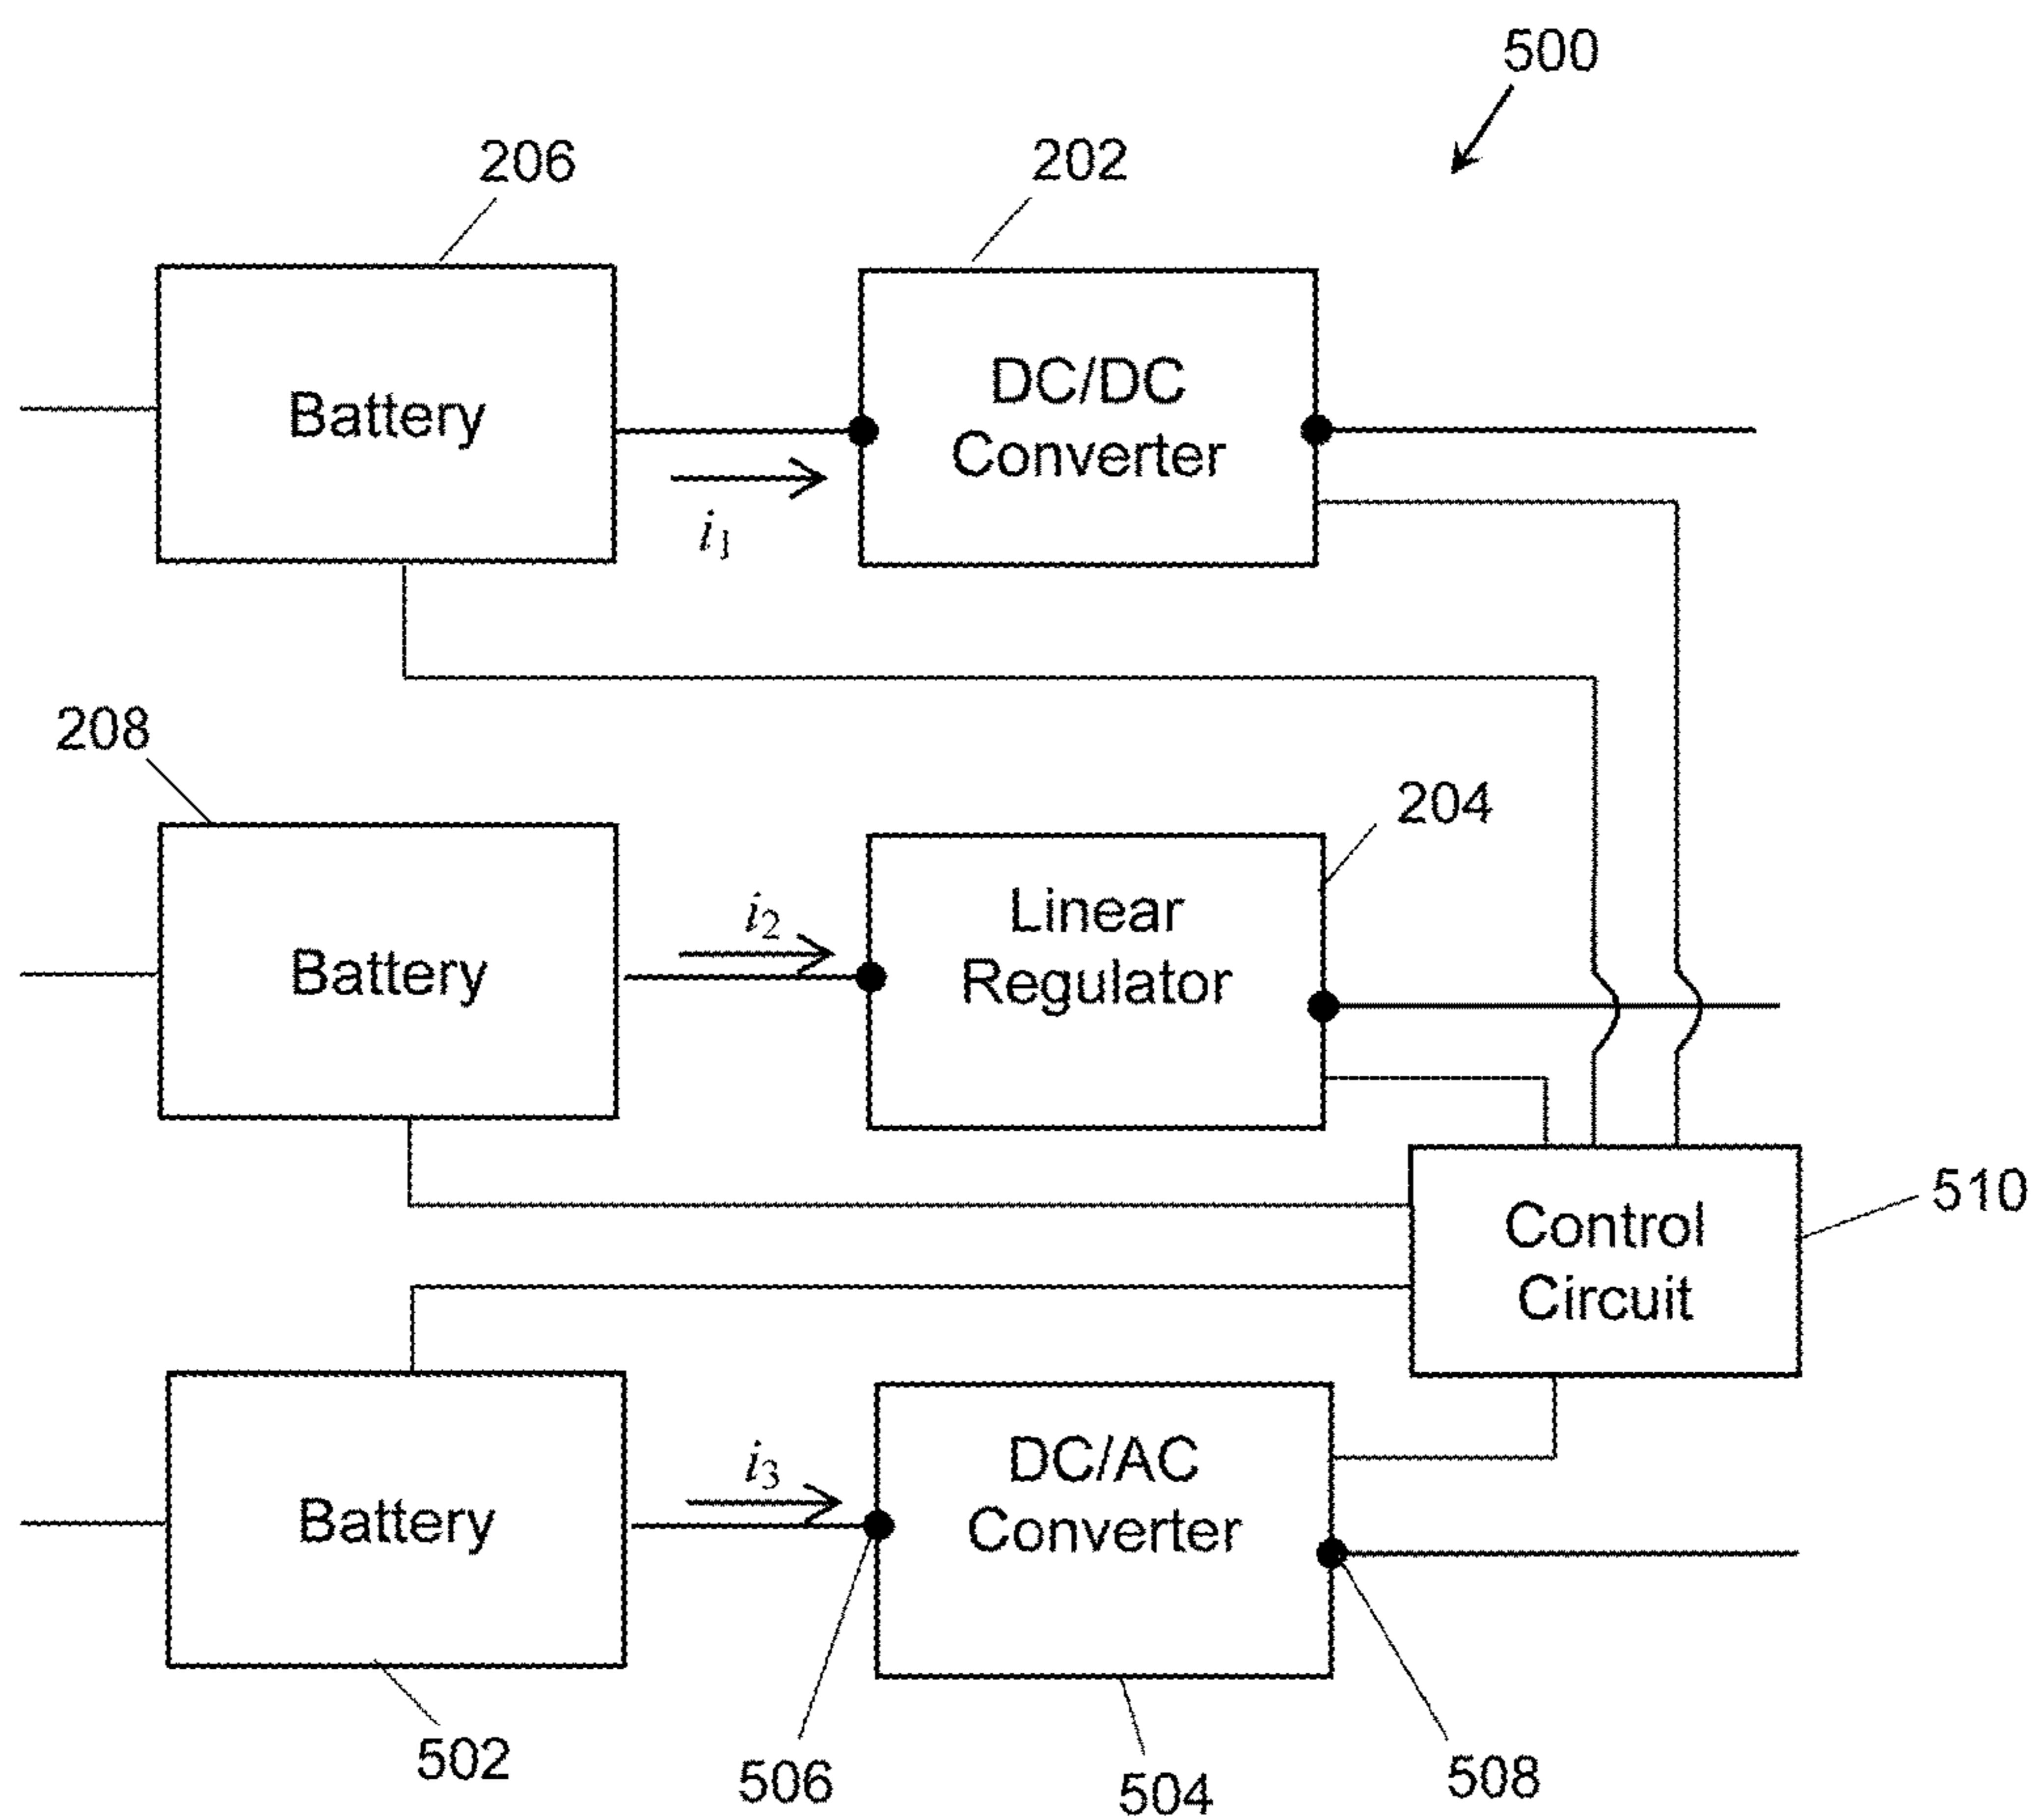 500
206
202
Battery
DC/DC
Converter
i1
208
204
Battery
i2
Linear
Regulator
510
Control
Circuit
Battery
i3
DC/AC
Converter
502
506
504
508